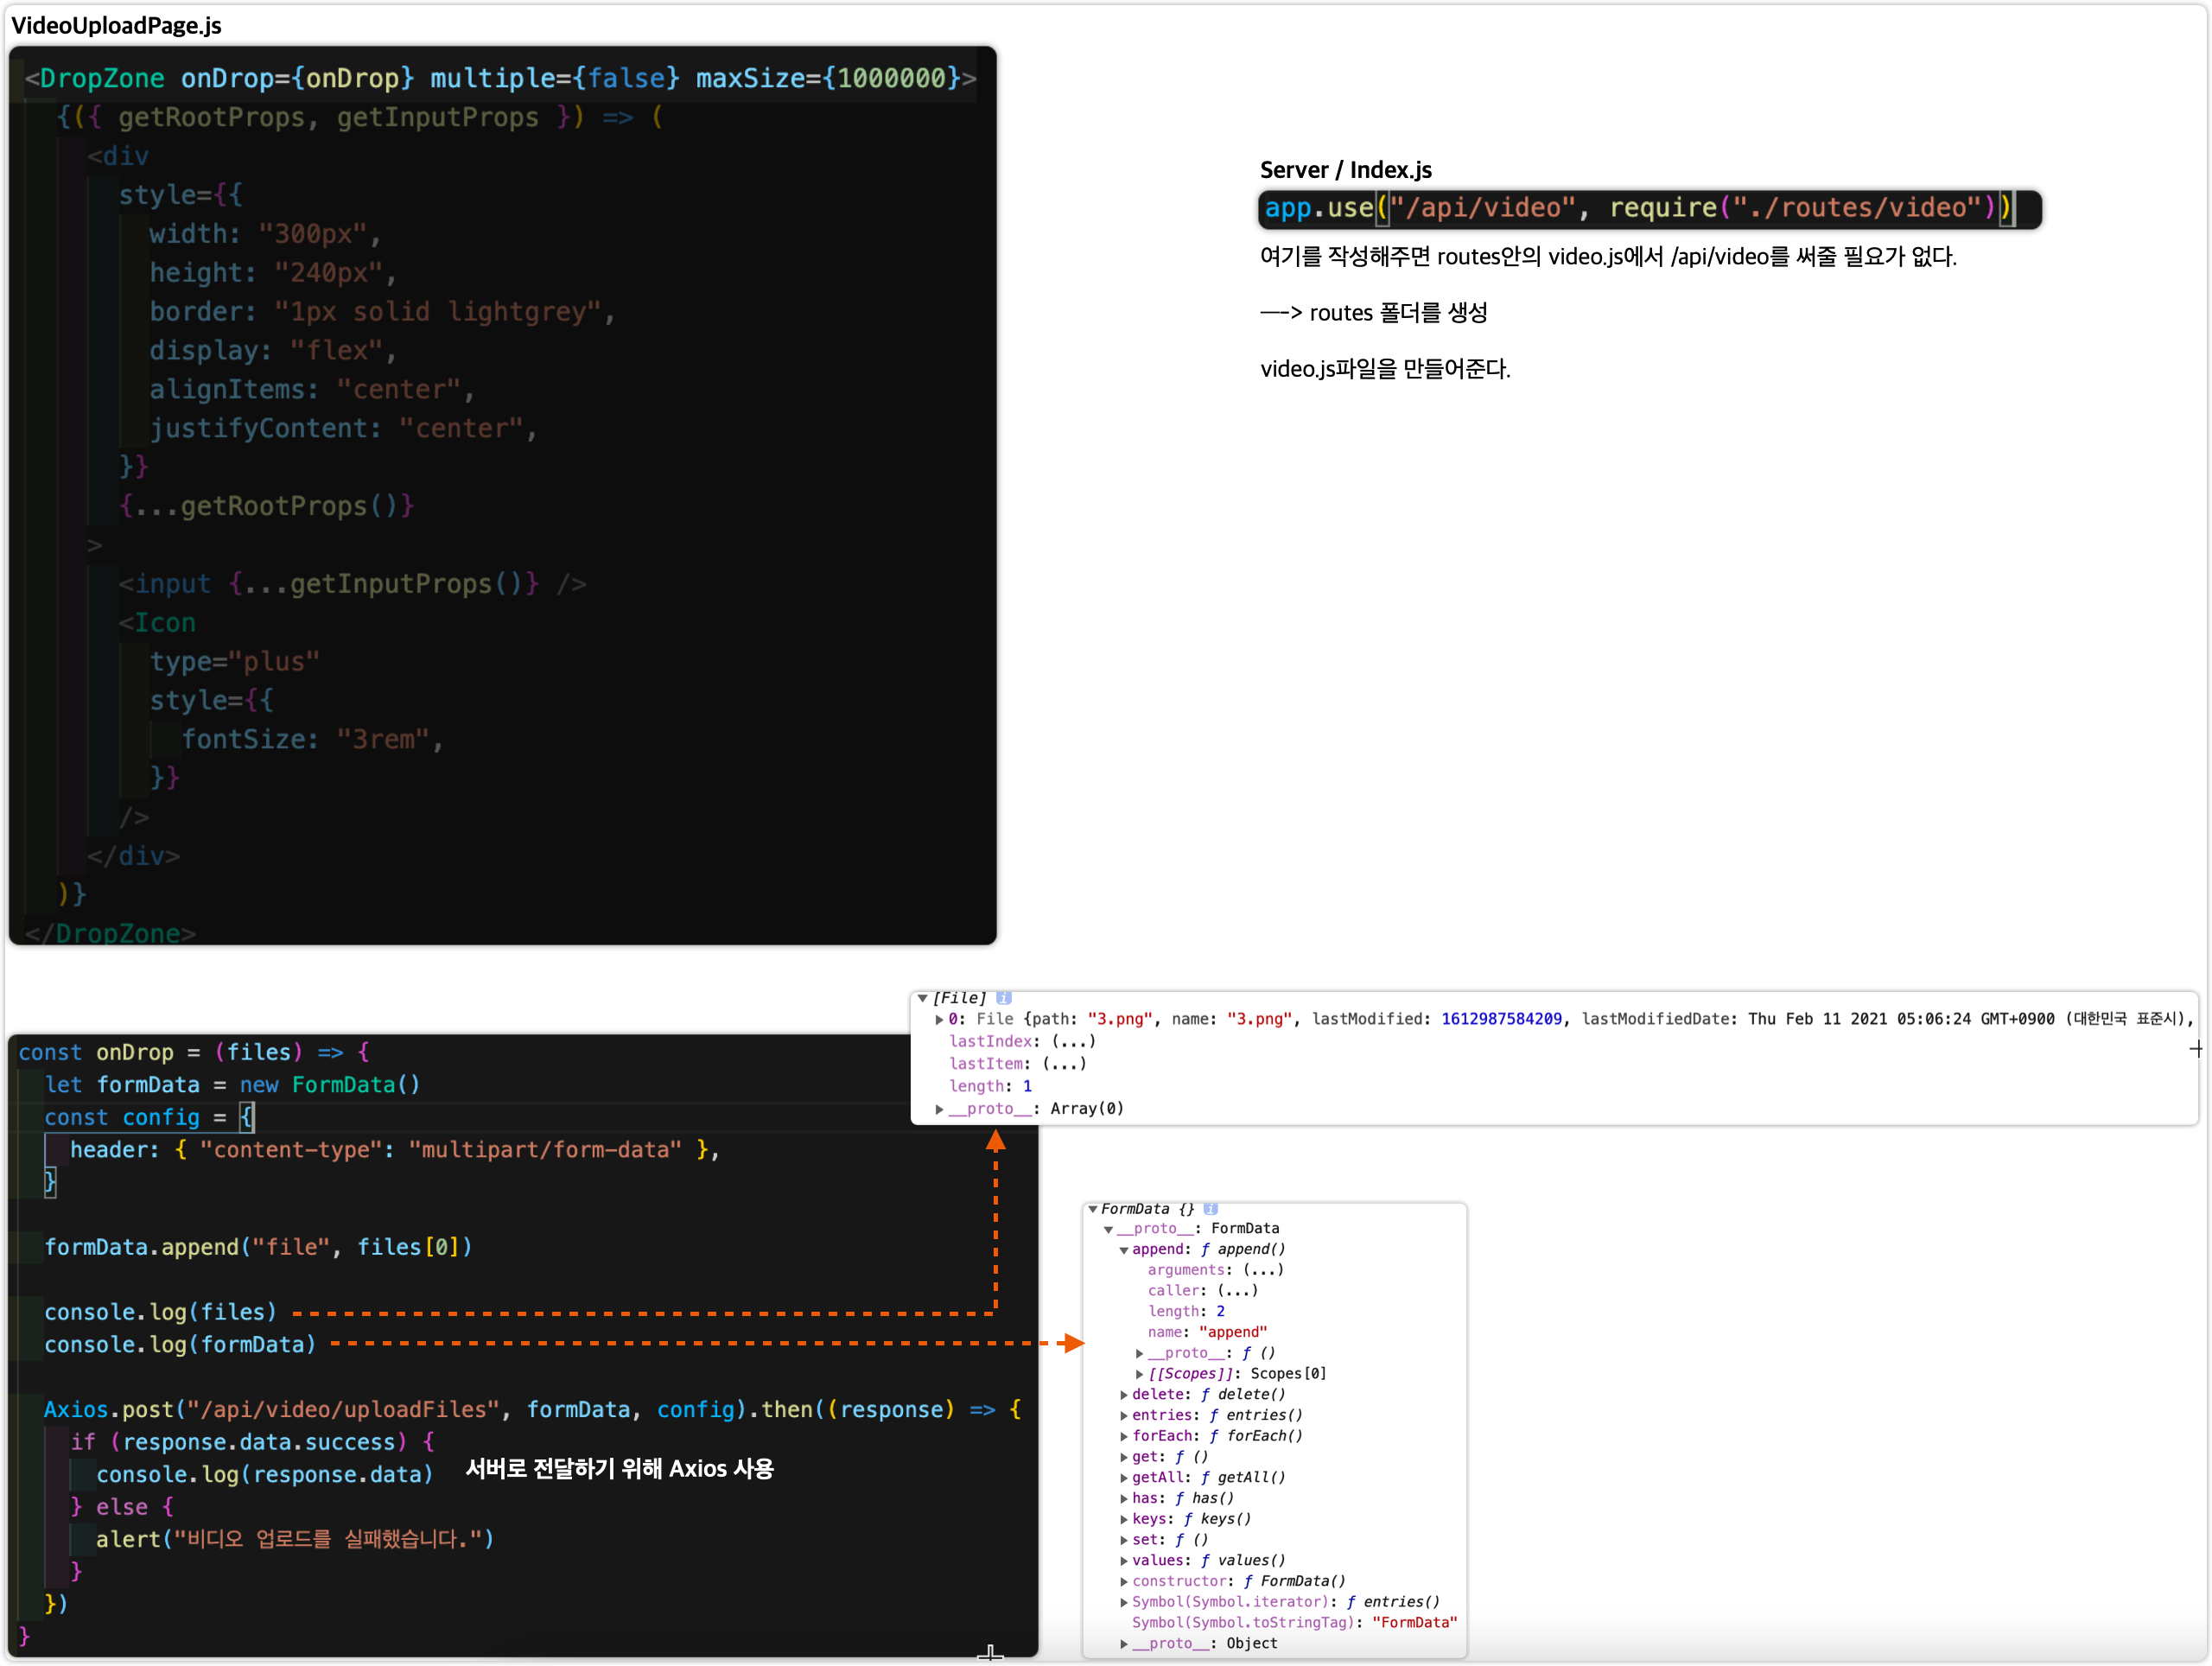 VideoUploadPage.js
<DropZone onDrop={onDrop} multiple={false} maxSize={1000000}>
{({ getRootProps, getInputProps }) => (
<div
style={{
width: "300px",
height: "240px",
border: "1px solid lightgrey",
display: "flex",
alignItems: "center",
justifyContent: "center",
}}
{...getRootProps()}
>
<input {...getInputProps()} />
<Icon
type="plus"
style={{
fontSize: "3rem",
}}
/>
</div>
)}
</DropZone>
Server / Index.js
app.use("/api/video", require("./routes/video"))
여기를 작성해주면 routes안의 video.js에서 /api/video를 써줄 필요가 없다.
—-> routes 폴더를 생성
video.js파일을 만들어준다.
const onDrop = (files) => {
let formData = new FormData()
const config = {
header: { "content-type": "multipart/form-data" },
}
formData.append("file", files[0])
console.log(files)
console.log(formData)
Axios.post("/api/video/uploadFiles", formData, config).then((response) => {
if (response.data.success) {
console.log(response.data)
서버로 전달하기 위해 Axios 사용
} else {
alert("비디오 업로드를 실패했습니다.")
}
})
}
▼[File] i
▶0: File {path: "3.png", name: "3.png", lastModified: 1612987584209, lastModifiedDate: Thu Feb 11 2021 05:06:24 GMT+0900 (대한민국 표준시),
lastIndex: (...)
lastItem: (...)
length: 1
▶__proto__: Array(0)
▼FormData {} i
▼__proto__: FormData
▼append: ƒ append()
arguments: (...)
caller: (...)
length: 2
name: "append"
▶__proto__: ƒ ()
▶[[Scopes]]: Scopes[0]
▶delete: ƒ delete()
▶entries: ƒ entries()
▶forEach: ƒ forEach()
▶get: ƒ ()
▶getAll: ƒ getAll()
▶has: ƒ has()
▶keys: ƒ keys()
▶set: ƒ ()
▶values: ƒ values()
▶constructor: ƒ FormData()
▶Symbol(Symbol.iterator): ƒ entries()
Symbol(Symbol.toStringTag): "FormData"
▶__proto__: Object